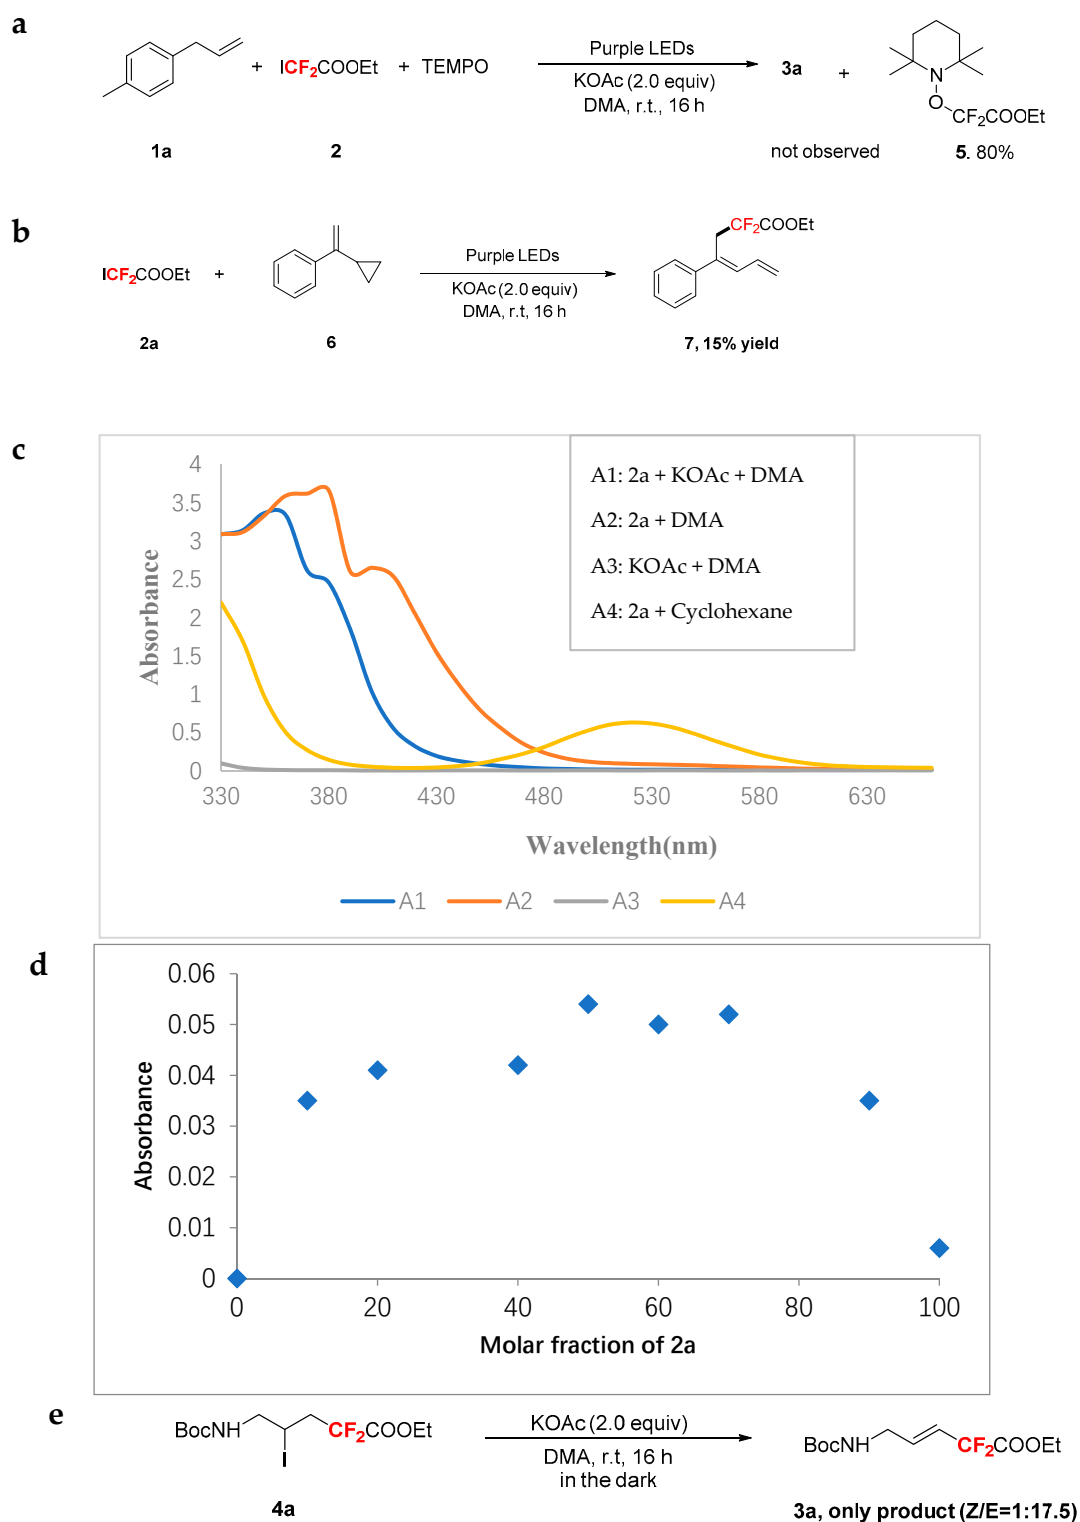 a
ICF2COOEt + TEMPO
+
Purple LEDs
KOAc (2.0 equiv)
DMA, r.t., 16 h
3a
+
N
O
CF2COOEt
1a
2
not observed
5. 80%
b
ICF2COOEt
+
Purple LEDs
KOAc (2.0 equiv)
DMA, r.t, 16 h
CF2COOEt
2a
6
7, 15% yield
c
A1: 2a + KOAc + DMA
A2: 2a + DMA
A3: KOAc + DMA
A4: 2a + Cyclohexane
Absorbance
4
3.5
3
2.5
2
1.5
1
0.5
0
330 380 430 480 530 580 630
Wavelength(nm)
A1 A2 A3 A4
d
Absorbance
0.06
0.05
0.04
0.03
0.02
0.01
0
0 20 40 60 80 100
Molar fraction of 2a
e
BocNH
CF2COOEt
I
4a
KOAc (2.0 equiv)
DMA, r.t, 16 h
in the dark
BocNH
CF2COOEt
3a, only product (Z/E=1:17.5)